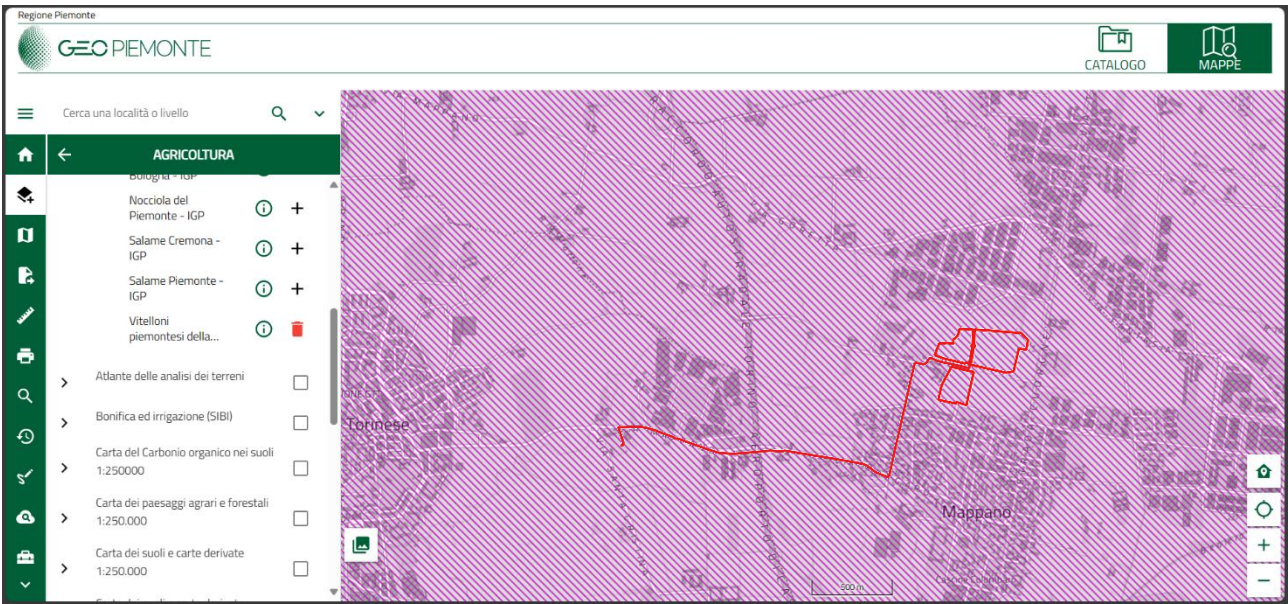 Regione Piemonte
GEO PIEMONTE
CATALOGO
MAPPE
Cerca una località o livello
AGRICOLTURA
Bologna - IGP
Nocciola del
Piemonte - IGP
Salame Cremona -
IGP
Salame Piemonte -
IGP
Vitelloni
piemontesi della...
Atlante delle analisi dei terreni
Bonifica ed irrigazione (SIBI)
Carta del Carbonio organico nei suoli
1:250000
Carta dei paesaggi agrari e forestali
1:250.000
Carta dei suoli e carte derivate
1:250.000
Torinese
Mappano
500 m